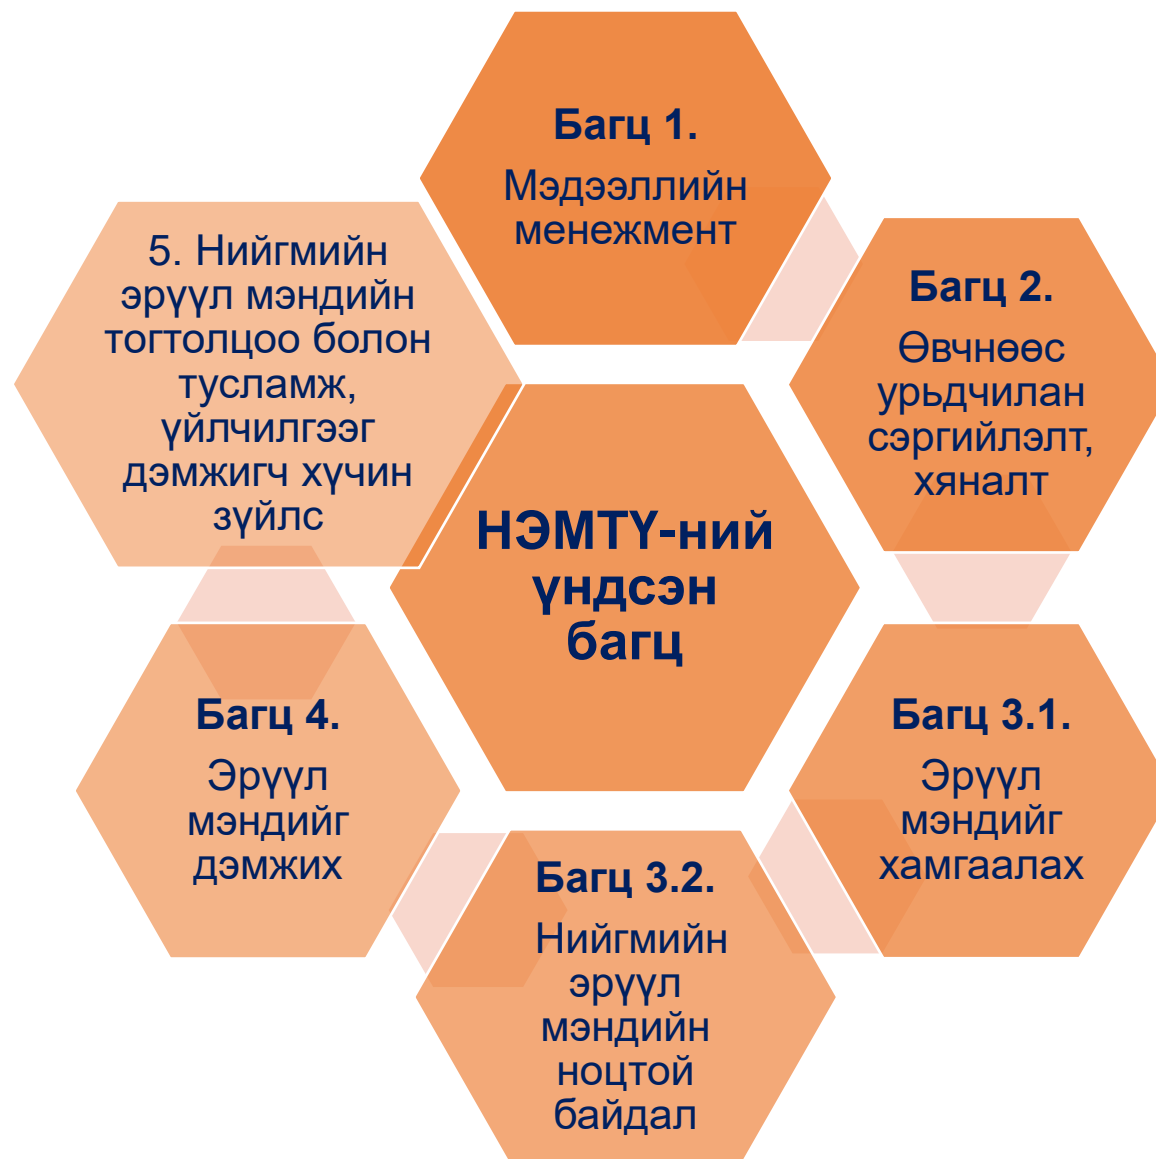 Багц 1.
Мэдээллийн
менежмент
Багц 2.
Өвчнөөс
урьдчилан
сэргийлэлт,
хяналт
Багц 3.1.
Эрүүл
мэндийг
хамгаалах
Багц 3.2.
Нийгмийн
эрүүл
мэндийн
ноцтой
байдал
Багц 4.
Эрүүл
мэндийг
дэмжих
5. Нийгмийн
эрүүл мэндийн
тогтолцоо болон
тусламж,
үйлчилгээг
дэмжигч хүчин
зүйлс
НЭМТҮ-ний
үндсэн
багц